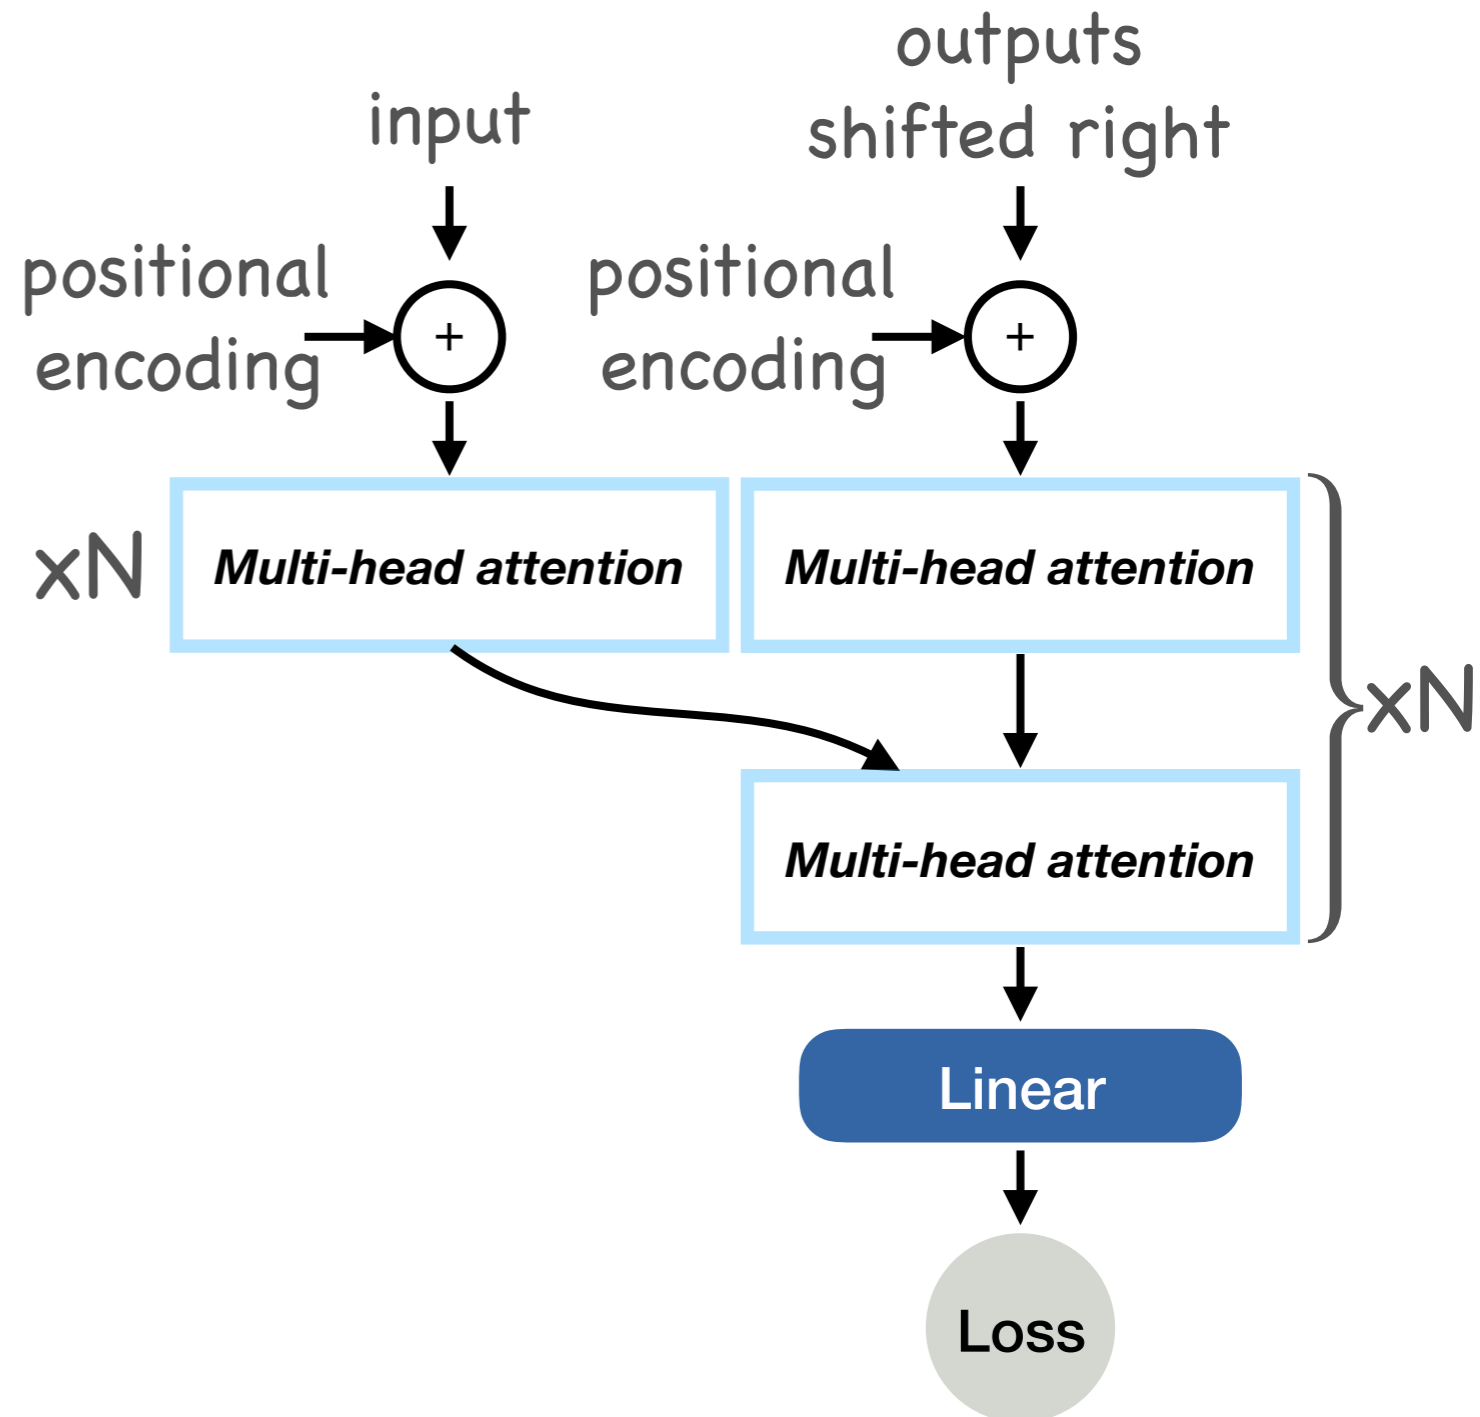 input
outputs
shifted right
positional
encoding
+
positional
encoding
+
xN
Multi-head attention
Multi-head attention
xN
Multi-head attention
Linear
Loss